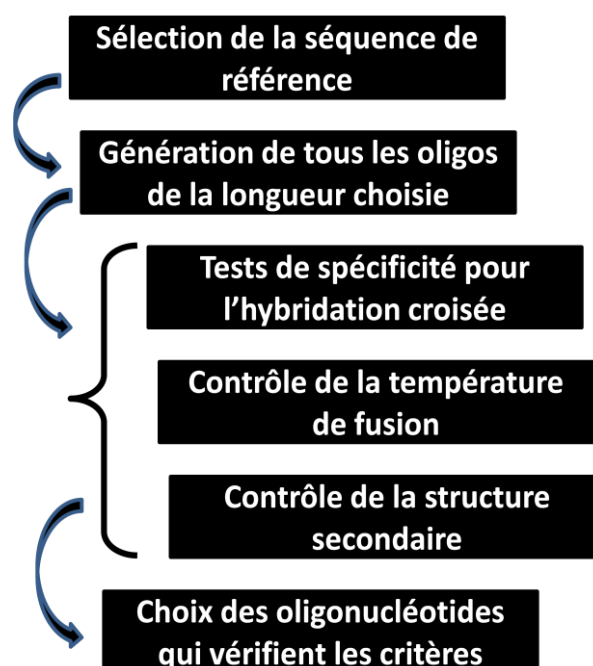 Sélection de la séquence de
référence
Génération de tous les oligos
de la longueur choisie
Tests de spécificité pour
l'hybridation croisée
Contrôle de la température
de fusion
Contrôle de la structure
secondaire
Choix des oligonucléotides
qui vérifient les critères